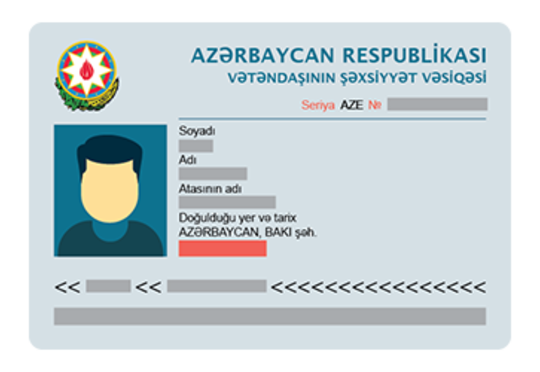 AZƏRBAYCAN RESPUBLİKASI
VƏTƏNDAŞININ ŞƏXSİYYƏT VƏSİQƏSİ
Seriya AZE №
Soyadı
Adı
Atasının adı
Doğulduğu yer və tarix
AZƏRBAYCAN, BAKI şəh.
<< << <<<<<<<<<<<<<<<<